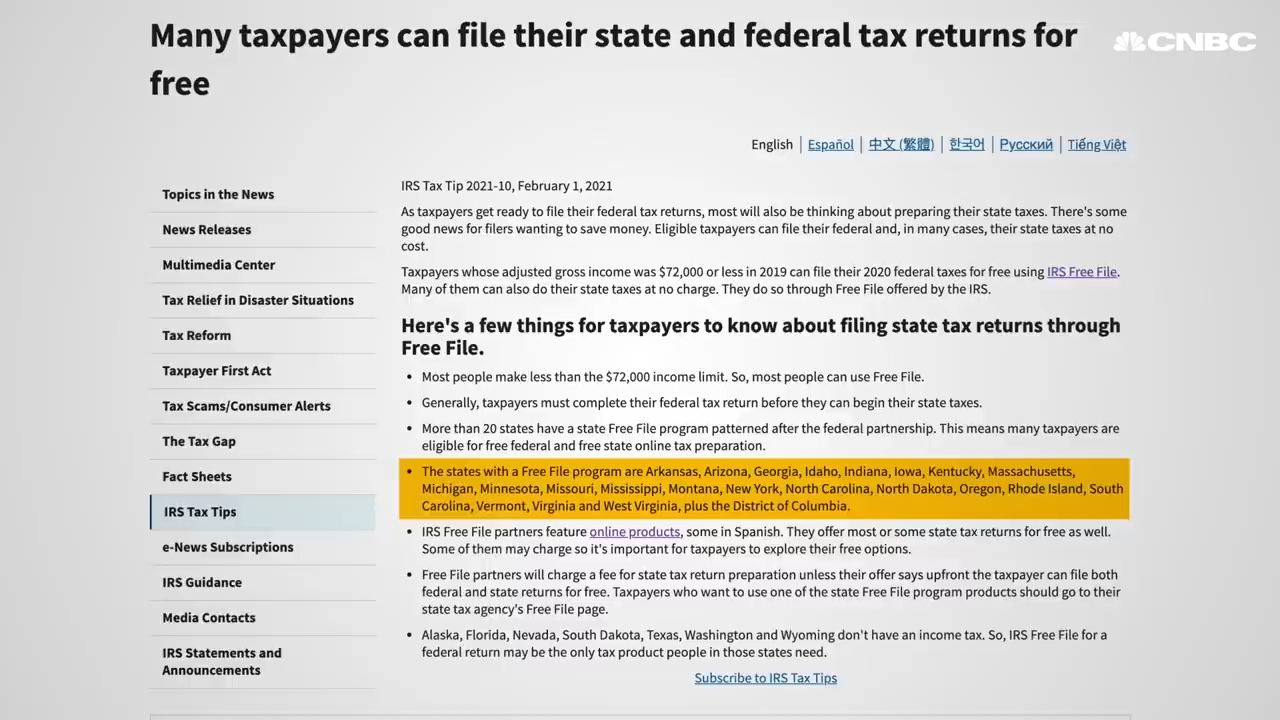 Many taxpayers can file their state and federal tax returns for
free
CNBC
English | Español | 中文 (繁體) | 한국어 | Русский | Tiếng Việt
Topics in the News
News Releases
Multimedia Center
Tax Relief in Disaster Situations
Tax Reform
Taxpayer First Act
Tax Scams/Consumer Alerts
The Tax Gap
Fact Sheets
IRS Tax Tips
e-News Subscriptions
IRS Guidance
Media Contacts
IRS Statements and
Announcements
IRS Tax Tip 2021-10, February 1, 2021
As taxpayers get ready to file their federal tax returns, most will also be thinking about preparing their state taxes. There's some
good news for filers wanting to save money. Eligible taxpayers can file their federal and, in many cases, their state taxes at no
cost.
Taxpayers whose adjusted gross income was $72,000 or less in 2019 can file their 2020 federal taxes for free using IRS Free File.
Many of them can also do their state taxes at no charge. They do so through Free File offered by the IRS.
Here's a few things for taxpayers to know about filing state tax returns through
Free File.
• Most people make less than the $72,000 income limit. So, most people can use Free File.
• Generally, taxpayers must complete their federal tax return before they can begin their state taxes.
• More than 20 states have a state Free File program patterned after the federal partnership. This means many taxpayers are
eligible for free federal and free state online tax preparation.
• The states with a Free File program are Arkansas, Arizona, Georgia, Idaho, Indiana, Iowa, Kentucky, Massachusetts,
Michigan, Minnesota, Missouri, Mississippi, Montana, New York, North Carolina, North Dakota, Oregon, Rhode Island, South
Carolina, Vermont, Virginia and West Virginia, plus the District of Columbia.
• IRS Free File partners feature online products, some in Spanish. They offer most or some state tax returns for free as well.
Some of them may charge so it's important for taxpayers to explore their free options.
• Free File partners will charge a fee for state tax return preparation unless their offer says upfront the taxpayer can file both
federal and state returns for free. Taxpayers who want to use one of the state Free File program products should go to their
state tax agency's Free File page.
• Alaska, Florida, Nevada, South Dakota, Texas, Washington and Wyoming don't have an income tax. So, IRS Free File for a
federal return may be the only tax product people in those states need.
Subscribe to IRS Tax Tips